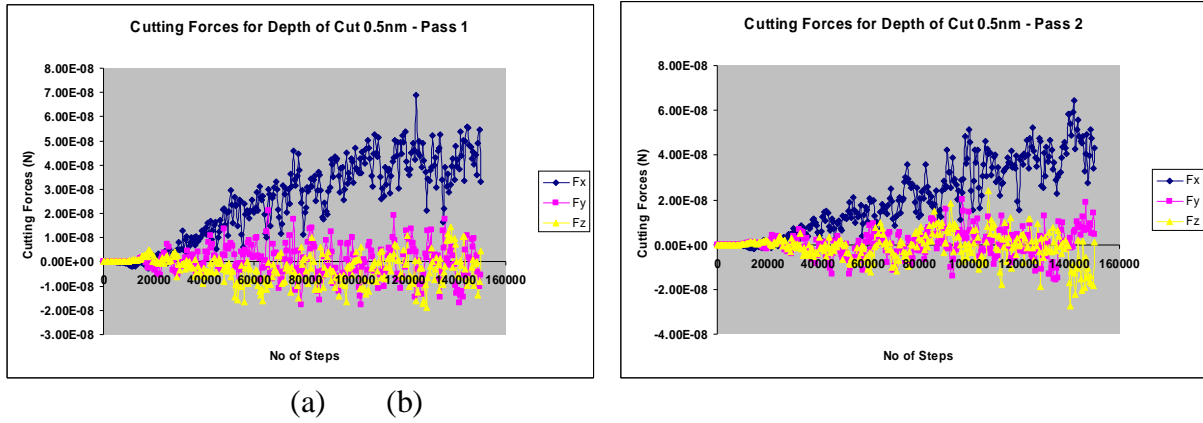 Cutting Forces for Depth of Cut 0.5nm - Pass 1
8.00E-08
7.00E-08
6.00E-08
5.00E-08
4.00E-08
3.00E-08
2.00E-08
1.00E-08
0.00E+00
-1.00E-08
-2.00E-08
-3.00E-08
0 20000 40000 60000 80000 100000 120000 140000 160000
Cutting Forces (N)
No of Steps
Fx
Fy
Fz
Cutting Forces for Depth of Cut 0.5nm - Pass 2
8.00E-08
6.00E-08
4.00E-08
2.00E-08
0.00E+00
-2.00E-08
-4.00E-08
0 20000 40000 60000 80000 100000 120000 140000 160000
Cutting Forces (N)
No of Steps
Fx
Fy
Fz
(a) (b)